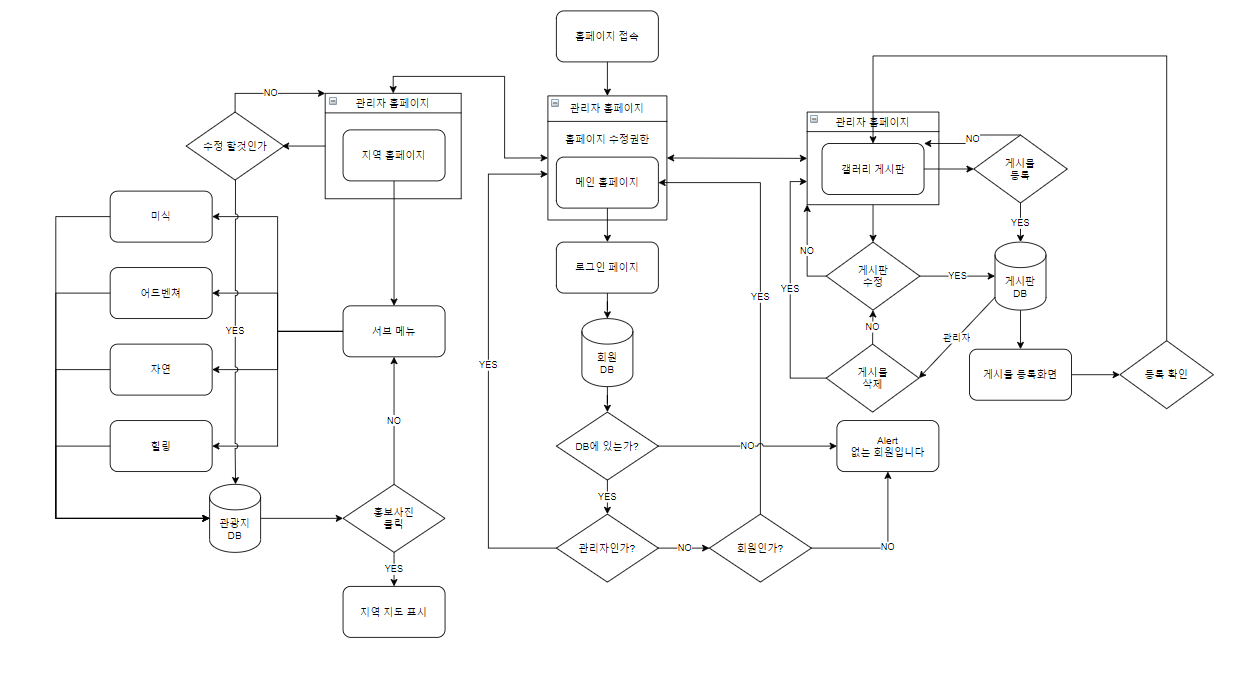 홈페이지 접속
NO
관리자 홈페이지
관리자 홈페이지
관리자 홈페이지
수정 할것인가
지역 홈페이지
홈페이지 수정권한
메인 홈페이지
갤러리 게시판
NO
게시물
등록
미식
YES
로그인 페이지
NO
게시판
수정
YES
게시판
DB
어드벤쳐
YES
YES
서브 메뉴
NO
관리자
회원
DB
YES
자연
게시물
삭제
게시물 등록화면
등록 확인
NO
힐링
DB에 있는가?
NO
Alert
없는 회원입니다
YES
관광지
DB
홍보사진
클릭
관리자인가?
NO
회원인가?
NO
YES
지역 지도 표시